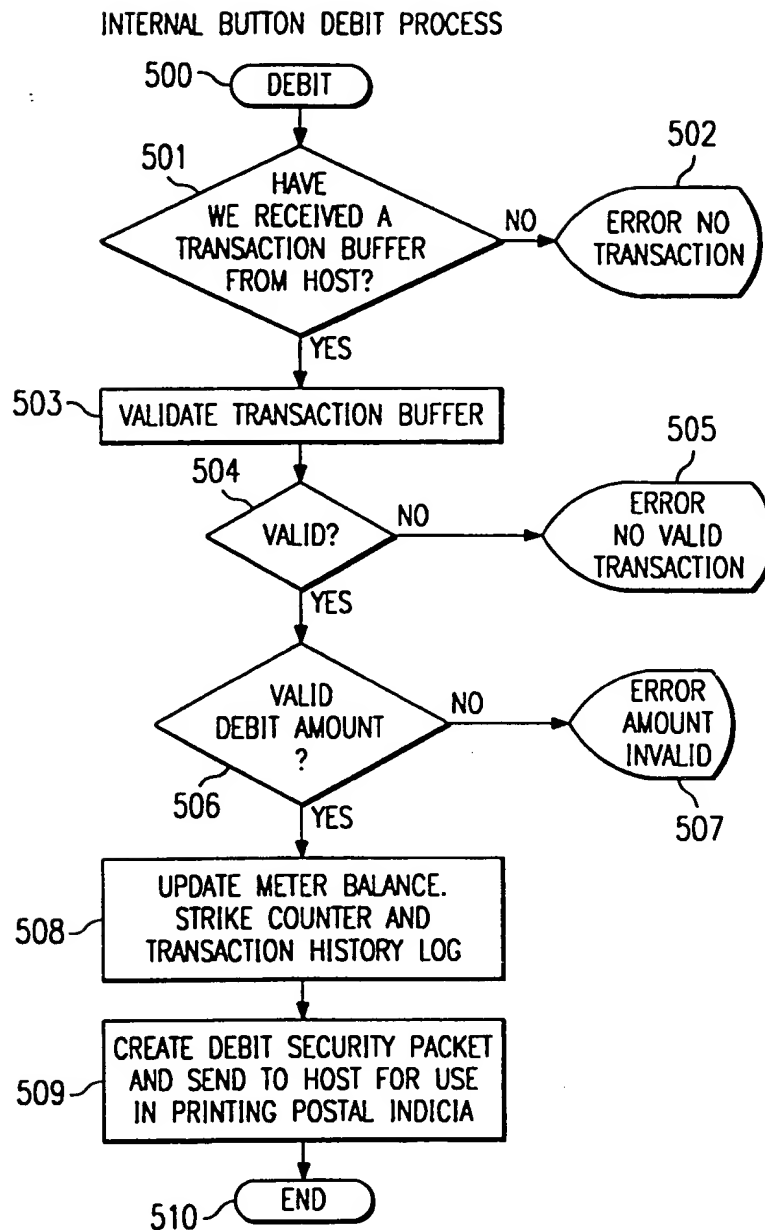 INTERNAL BUTTON DEBIT PROCESS
500
DEBIT
501
HAVE
WE RECEIVED A
TRANSACTION BUFFER
FROM HOST?
NO
502
ERROR NO
TRANSACTION
YES
503
VALIDATE TRANSACTION BUFFER
504
VALID?
NO
505
ERROR
NO VALID
TRANSACTION
YES
VALID
DEBIT AMOUNT
?
506
NO
ERROR
AMOUNT
INVALID
507
YES
508
UPDATE METER BALANCE.
STRIKE COUNTER AND
TRANSACTION HISTORY LOG
509
CREATE DEBIT SECURITY PACKET
AND SEND TO HOST FOR USE
IN PRINTING POSTAL INDICIA
510
END